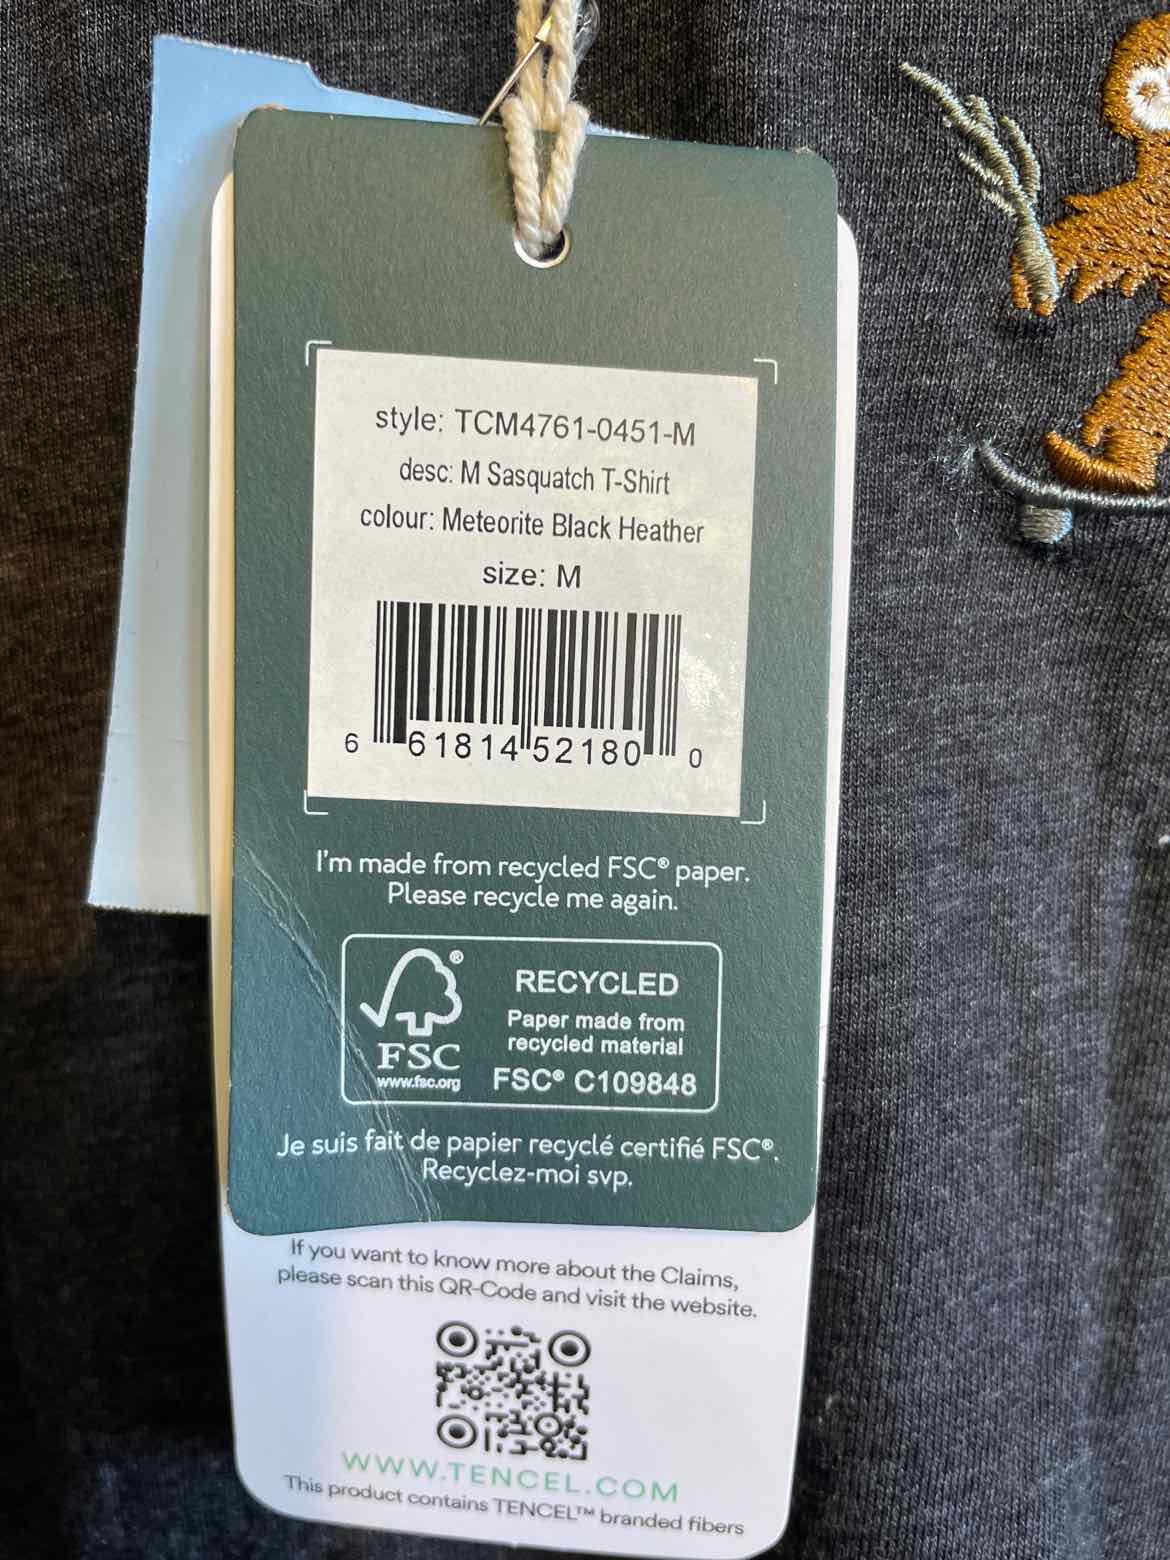 style: TCM4761-0451-M
desc: M Sasquatch T-Shirt
colour: Meteorite Black Heather
size: M
6 61814 52180 0
I'm made from recycled FSC® paper.
Please recycle me again.
®
FSC
www.fsc.org
RECYCLED
Paper made from
recycled material
FSC® C109848
Je suis fait de papier recyclé certifié FSC®.
Recyclez-moi svp.
If you want to know more about the Claims,
please scan this QR-Code and visit the website.
WWW.TENCEL.COM
This product contains TENCEL™ branded fibers